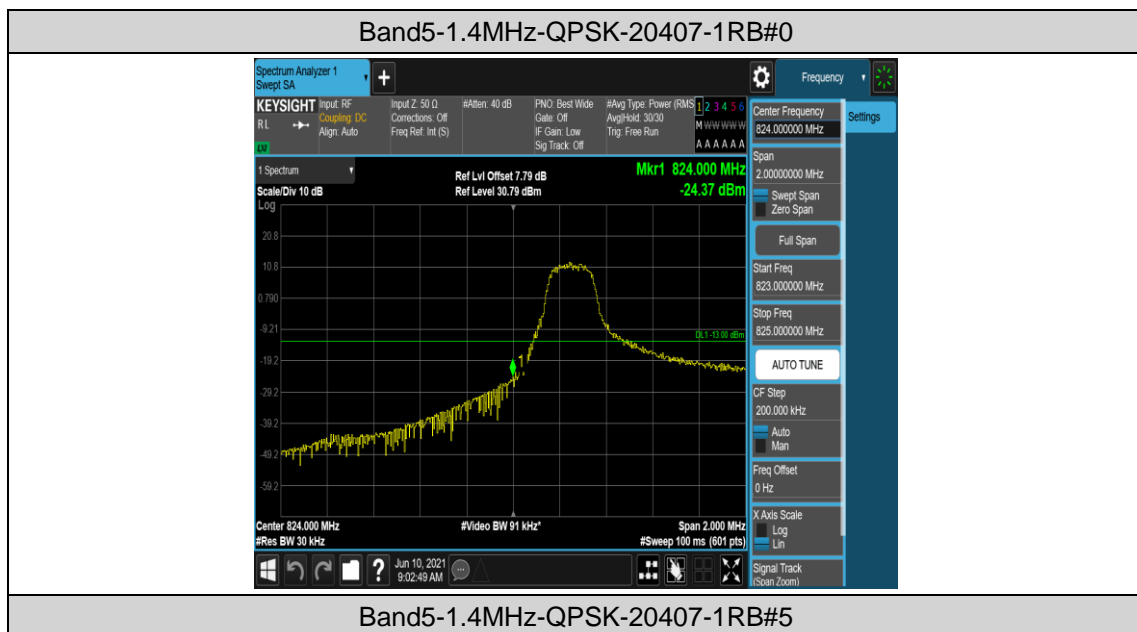 Band5-1.4MHz-QPSK-20407-1RB#0
Spectrum Analyzer 1
Swept SA
+
Frequency
KEYSIGHT
RL
LXI
Input: RF
Coupling: DC
Align: Auto
Input Z: 50 Ω
Corrections: Off
Freq Ref: Int (S)
#Atten: 40 dB
PNO: Best Wide
Gate: Off
IF Gain: Low
Sig Track: Off
#Avg Type: Power (RMS
Avg|Hold: 30/30
Trig: Free Run
1 2 3 4 5 6
M W W W W W
A A A A A A
Center Frequency
824.000000 MHz
Settings
Span
2.00000000 MHz
Swept Span
Zero Span
Full Span
Start Freq
823.000000 MHz
Stop Freq
825.000000 MHz
AUTO TUNE
CF Step
200.000 kHz
Auto
Man
Freq Offset
0 Hz
X Axis Scale
Log
Lin
Signal Track
(Span Zoom)
1 Spectrum
Scale/Div 10 dB
Log
Ref Lvl Offset 7.79 dB
Ref Level 30.79 dBm
Mkr1 824.000 MHz
-24.37 dBm
20.8
10.8
0.790
-9.21
DL1 -13.00 dBm
-19.2
-29.2
-39.2
-49.2
-59.2
Center 824.000 MHz
#Video BW 91 kHz*
Span 2.000 MHz
#Res BW 30 kHz
#Sweep 100 ms (601 pts)
?
Jun 10, 2021
9:02:49 AM
Band5-1.4MHz-QPSK-20407-1RB#5